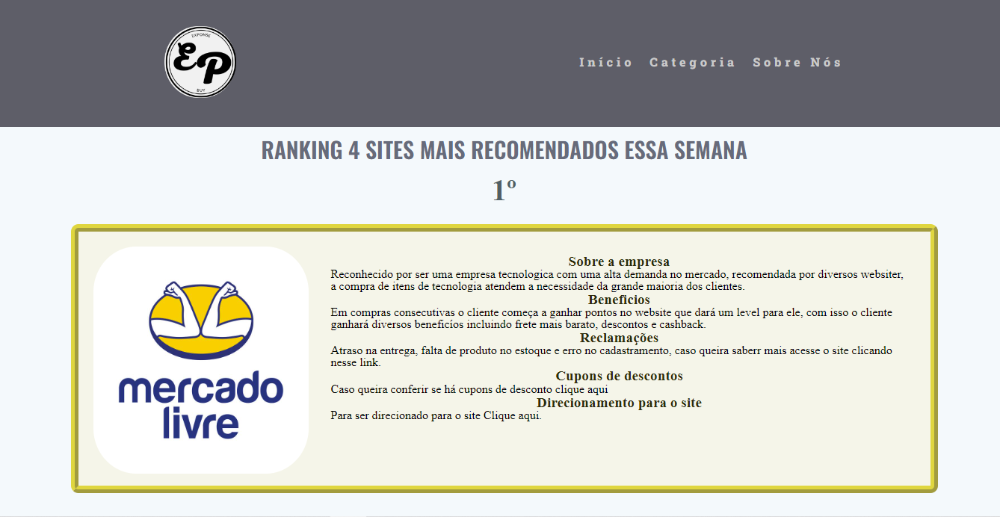 EXPONSE
EP
BUY
Início Categoria Sobre Nós
RANKING 4 SITES MAIS RECOMENDADOS ESSA SEMANA
1º
mercado
livre
Sobre a empresa
Reconhecido por ser uma empresa tecnologica com uma alta demanda no mercado, recomendada por diversos websiter,
a compra de itens de tecnologia atendem a necessidade da grande maioria dos clientes.
Beneficios
Em compras consecutivas o cliente começa a ganhar pontos no website que dará um level para ele, com isso o cliente
ganhará diversos benefícíos incluindo frete mais barato, descontos e cashback.
Reclamações
Atraso na entrega, falta de produto no estoque e erro no cadastramento, caso queira saberr mais acesse o site clicando
nesse link.
Cupons de descontos
Caso queira conferir se há cupons de desconto clique aqui
Direcionamento para o site
Para ser direcionado para o site Clique aqui.